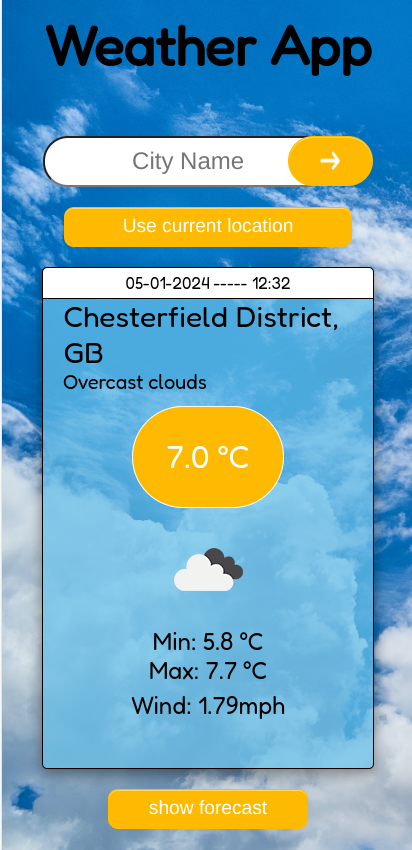 Weather App
City Name
Use current location
05-01-2024 ----- 12:32
Chesterfield District,
GB
Overcast clouds
7.0 °C
Min: 5.8 °C
Max: 7.7 °C
Wind: 1.79mph
show forecast